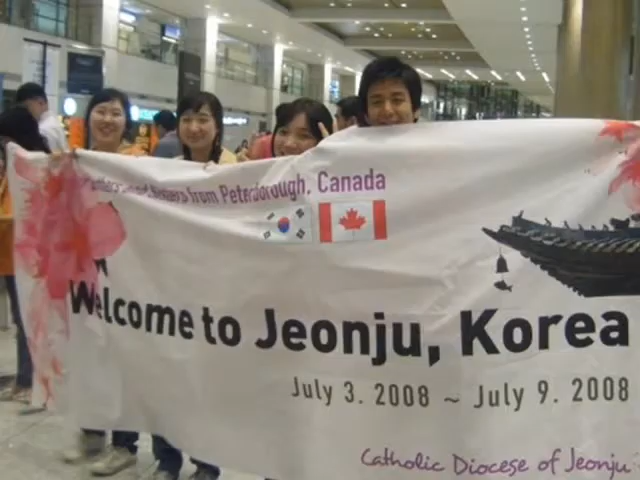 from Peterborough, Canada
Welcome to Jeonju, Korea
July 3. 2008 ~ July 9. 2008
Catholic Diocese of Jeonju